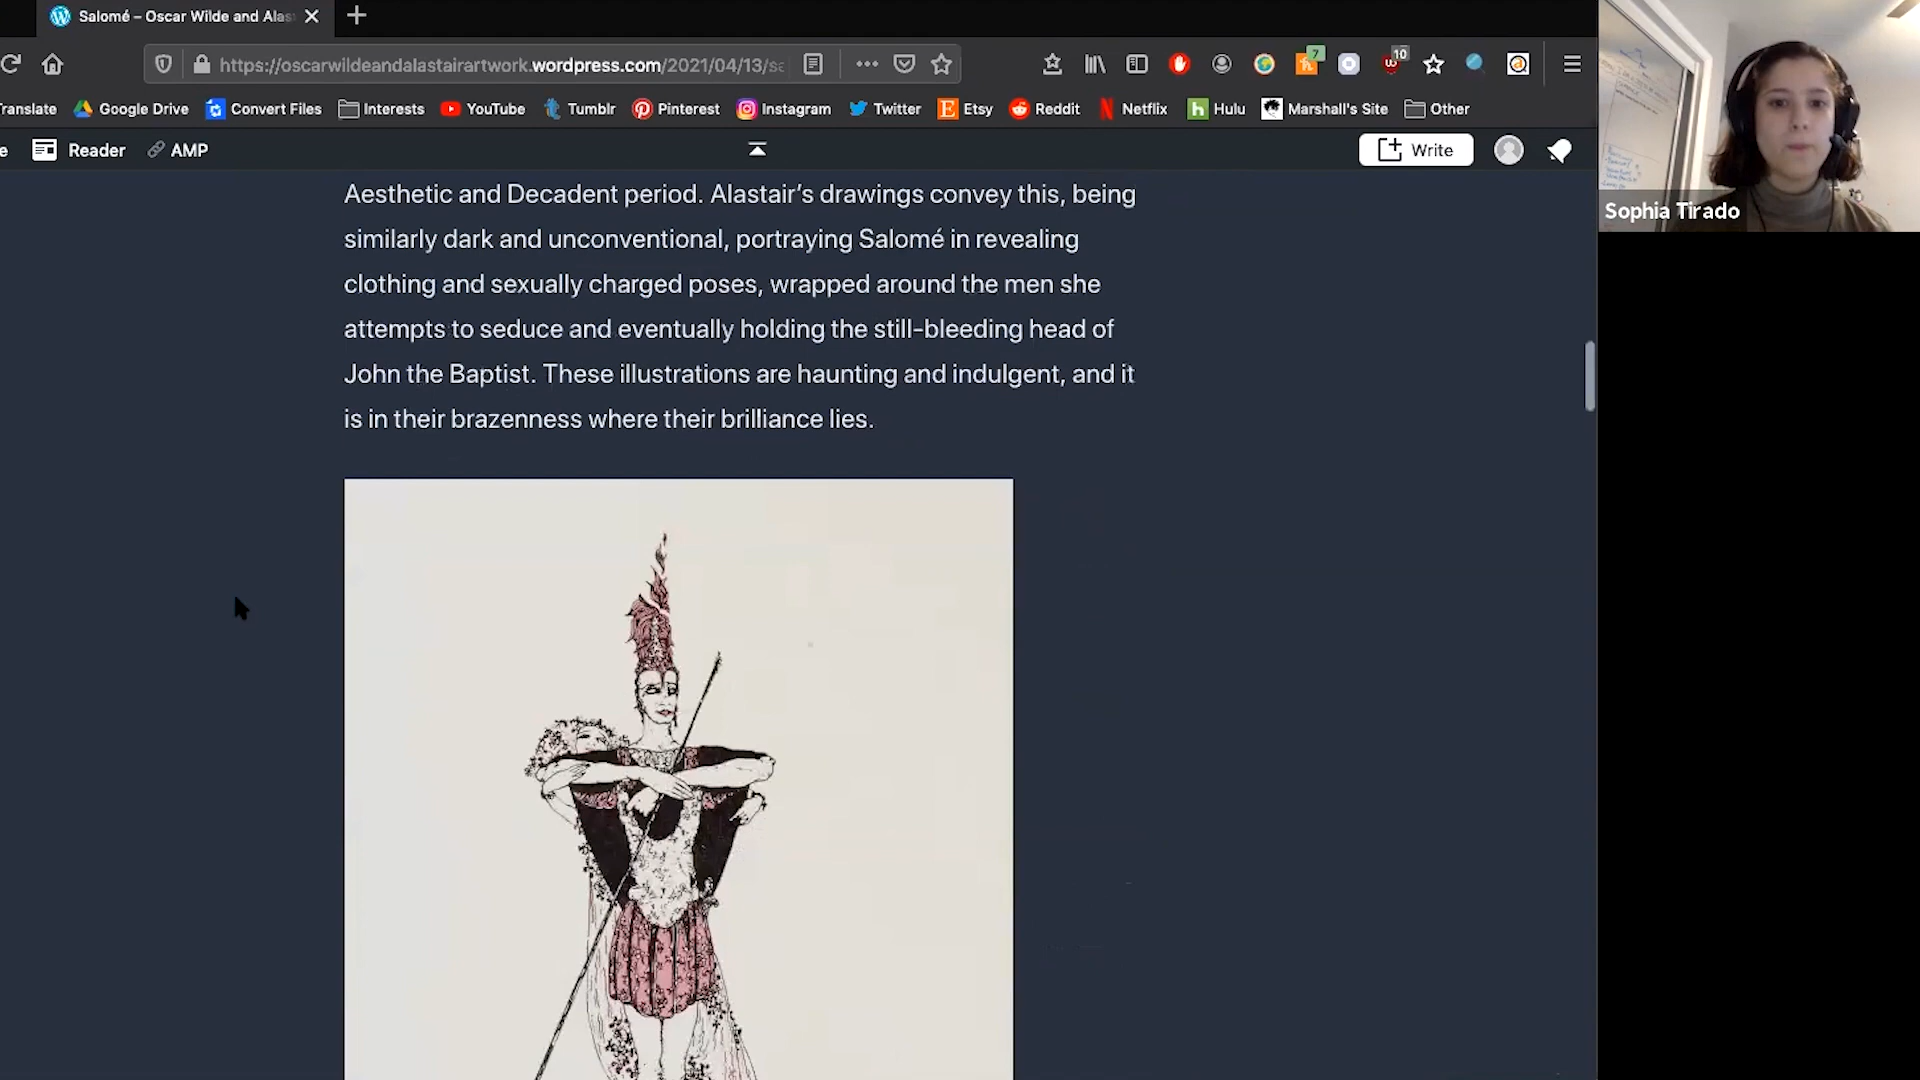 Salomé – Oscar Wilde and Alas
https://oscarwildeandalastairartwork.wordpress.com/2021/04/13/sa
7
10
ranslate
Google Drive
Convert Files
Interests
YouTube
Tumblr
Pinterest
Instagram
Twitter
Etsy
Reddit
Netflix
Hulu
Marshall's Site
Other
e
Reader
AMP
Write
Sophia Tirado
Aesthetic and Decadent period. Alastair’s drawings convey this, being
similarly dark and unconventional, portraying Salomé in revealing
clothing and sexually charged poses, wrapped around the men she
attempts to seduce and eventually holding the still-bleeding head of
John the Baptist. These illustrations are haunting and indulgent, and it
is in their brazenness where their brilliance lies.